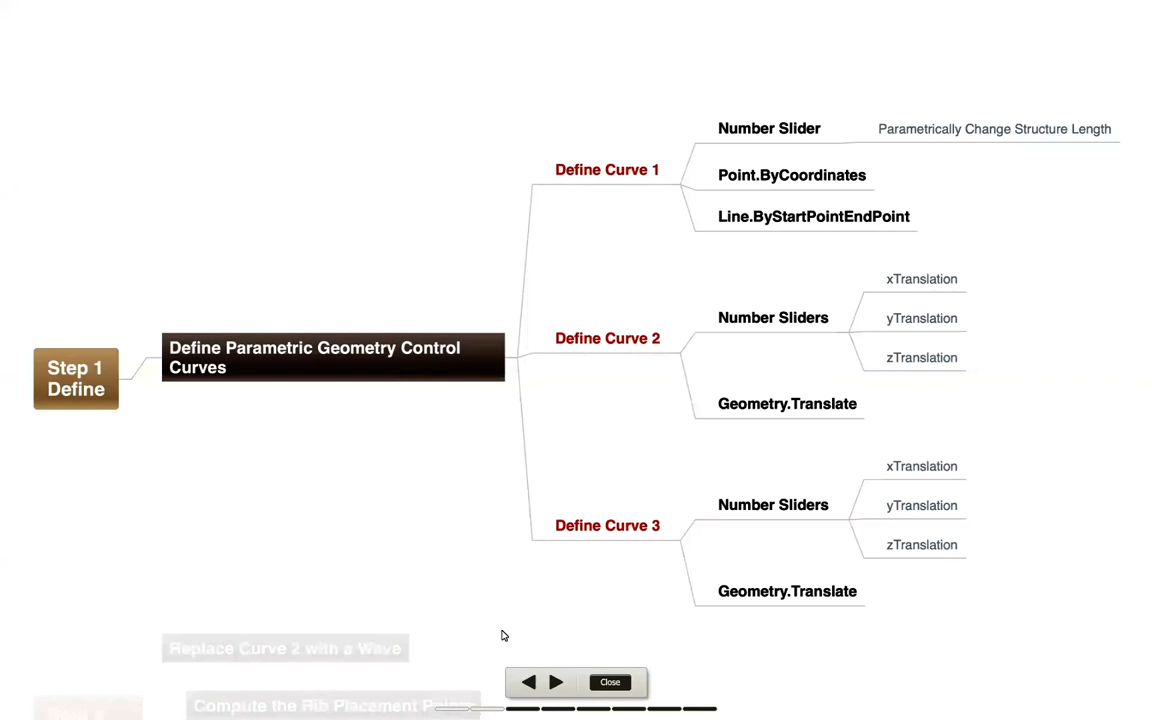 Step 1
Define
Define Parametric Geometry Control
Curves
Define Curve 1
Number Slider
Parametrically Change Structure Length
Point.ByCoordinates
Line.ByStartPointEndPoint
Define Curve 2
Number Sliders
xTranslation
yTranslation
zTranslation
Geometry.Translate
Define Curve 3
Number Sliders
xTranslation
yTranslation
zTranslation
Geometry.Translate
Replace Curve 2 with a Wave
Compute the Rib Placement Points
Close